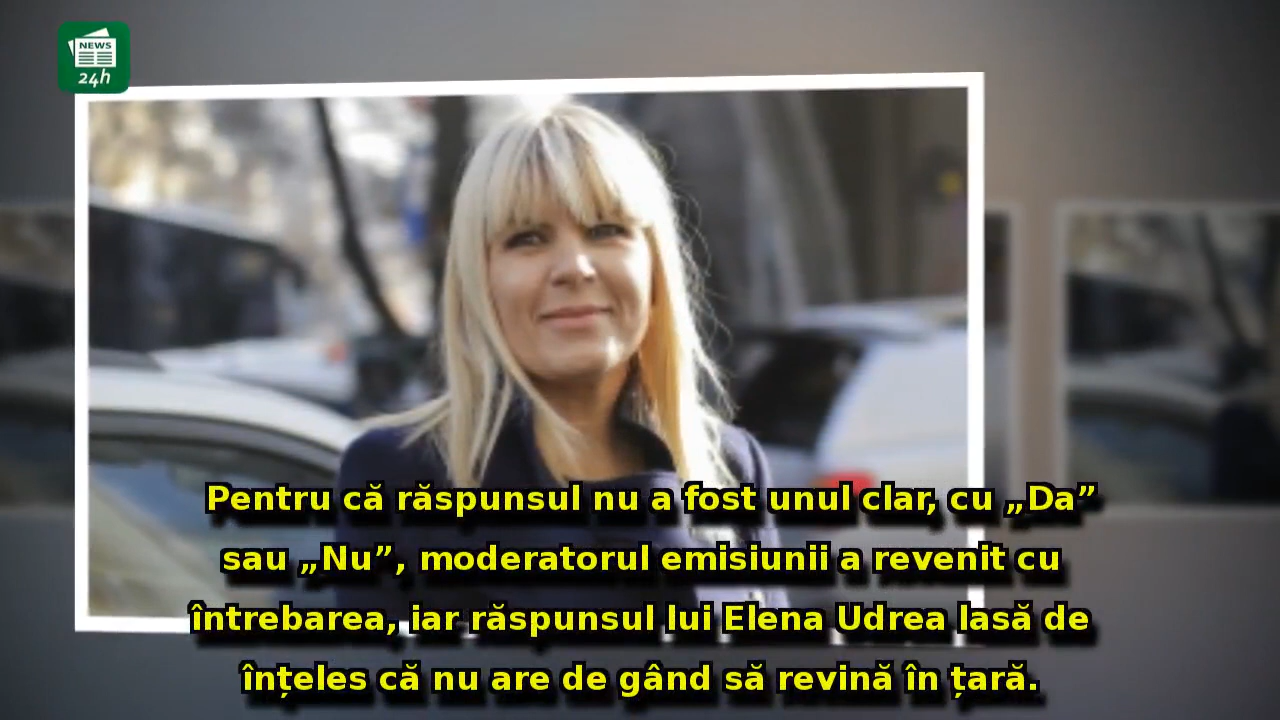 NEWS
24h
Pentru că răspunsul nu a fost unul clar, cu „Da”
sau „Nu”, moderatorul emisiunii a revenit cu
întrebarea, iar răspunsul lui Elena Udrea lasă de
înțeles că nu are de gând să revină în țară.